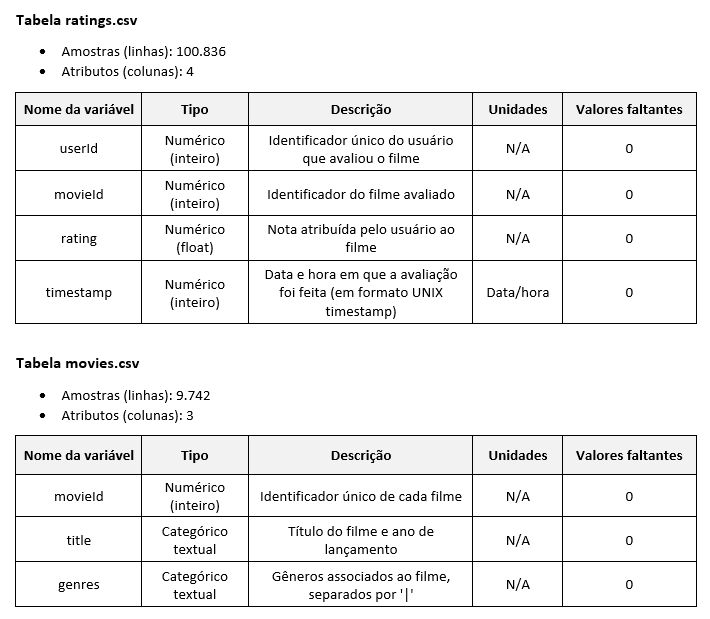 Tabela ratings.csv
• Amostras (linhas): 100.836
• Atributos (colunas): 4
Nome da variável Tipo Descrição Unidades Valores faltantes
userId Numérico (inteiro) Identificador único do usuário que avaliou o filme N/A 0
movieId Numérico (inteiro) Identificador do filme avaliado N/A 0
rating Numérico (float) Nota atribuída pelo usuário ao filme N/A 0
timestamp Numérico (inteiro) Data e hora em que a avaliação foi feita (em formato UNIX timestamp) Data/hora 0
Tabela movies.csv
• Amostras (linhas): 9.742
• Atributos (colunas): 3
Nome da variável Tipo Descrição Unidades Valores faltantes
movieId Numérico (inteiro) Identificador único de cada filme N/A 0
title Categórico textual Título do filme e ano de lançamento N/A 0
genres Categórico textual Gêneros associados ao filme, separados por '|' N/A 0